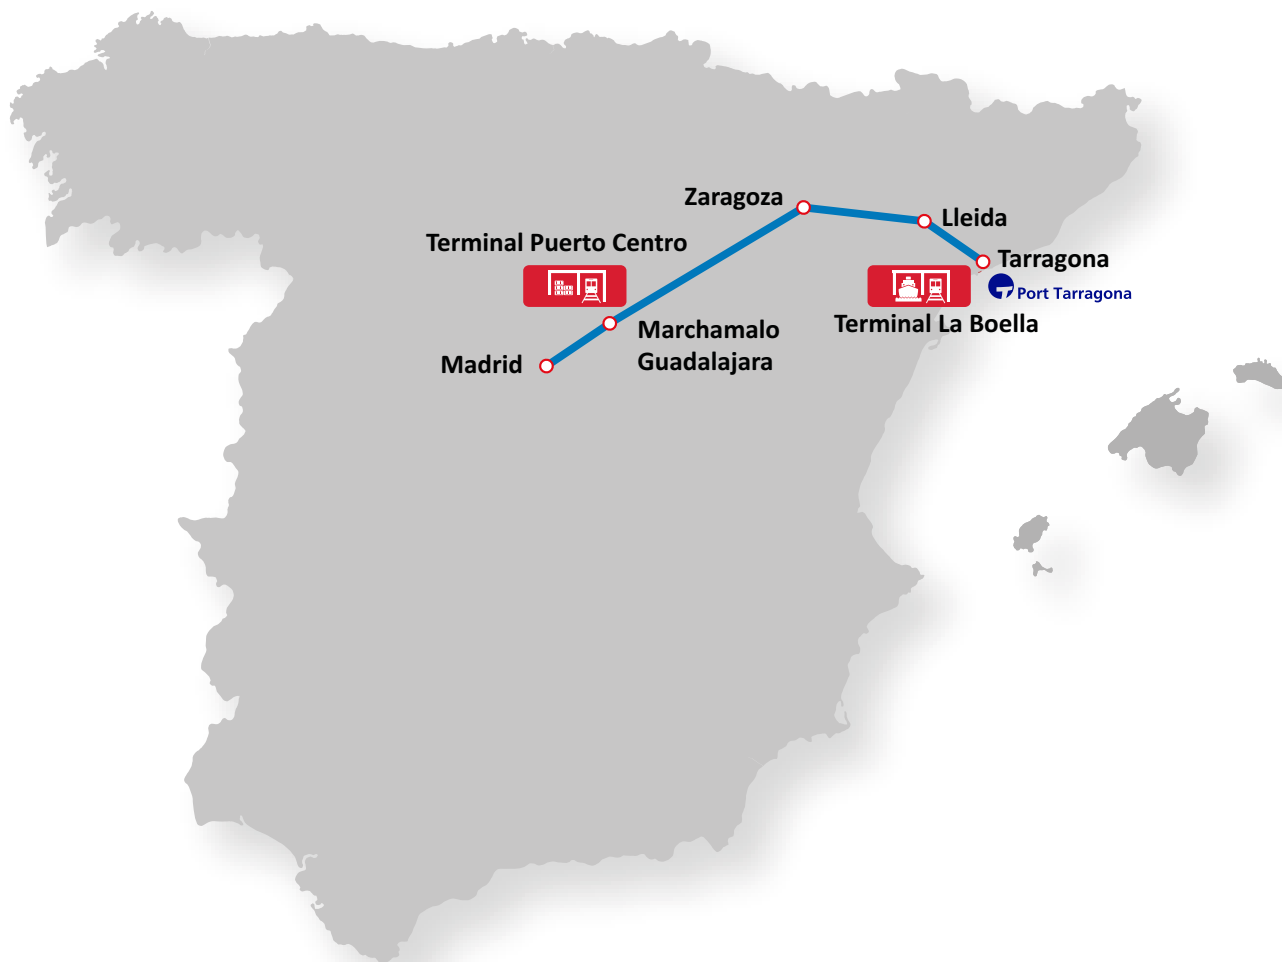 Zaragoza
Lleida
Terminal Puerto Centro
Tarragona
Port Tarragona
Terminal La Boella
Marchamalo
Guadalajara
Madrid